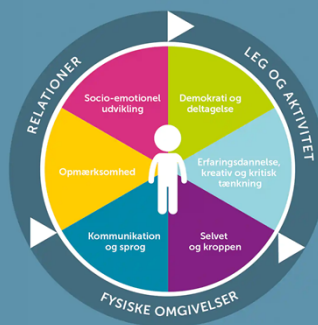 RELATIONER
LEG OG AKTIVITET
Socio-emotionel
udvikling
Demokrati og
deltagelse
Opmærksomhed
Erfaringsdannelse,
kreativ og kritisk
tænkning
Kommunikation
og sprog
Selvet
og kroppen
FYSISKE OMGIVELSER